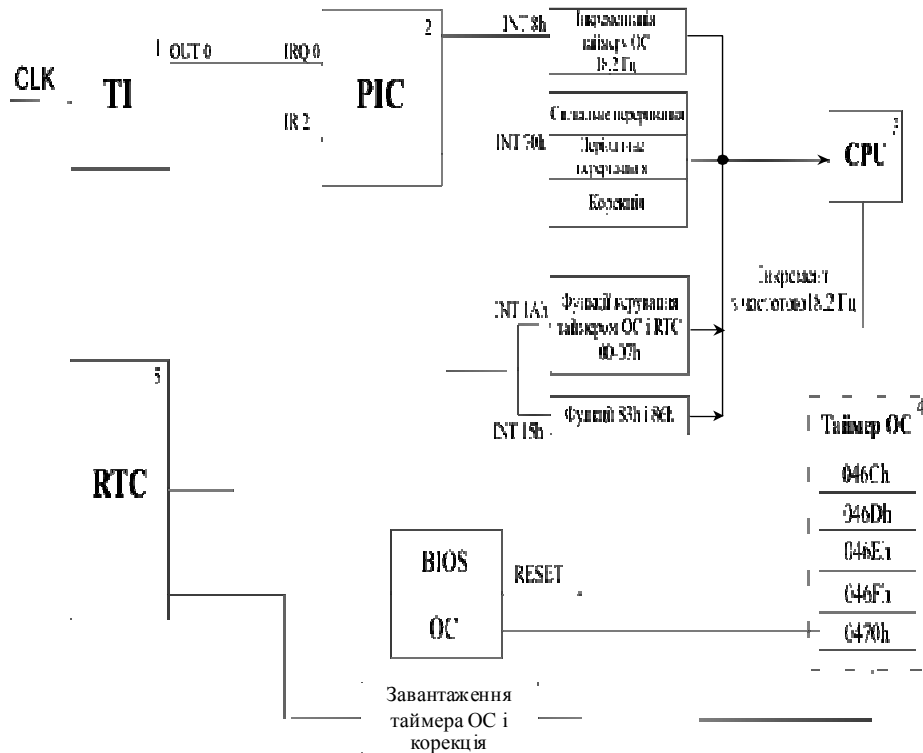 CLK
1
TI
OUT 0
IRQ 0
IR 2
2
PIC
INT 8h
Інкрементація
таймеру ОС
18.2 Гц
INT 70h
Сигнальне переривання
Періодичне
переривання
Корекція
3
CPU
Інкремент
з частотою 18.2 Гц
INT 1Ah
Функції керування
таймером ОС і RTC
00-07h
INT 15h
Функції 83h і 86h
5
RTC
4
Таймер ОС
046Ch
046Dh
046Eh
046Fh
0470h
BIOS
ОС
RESET
Завантаження
таймера ОС і
корекція